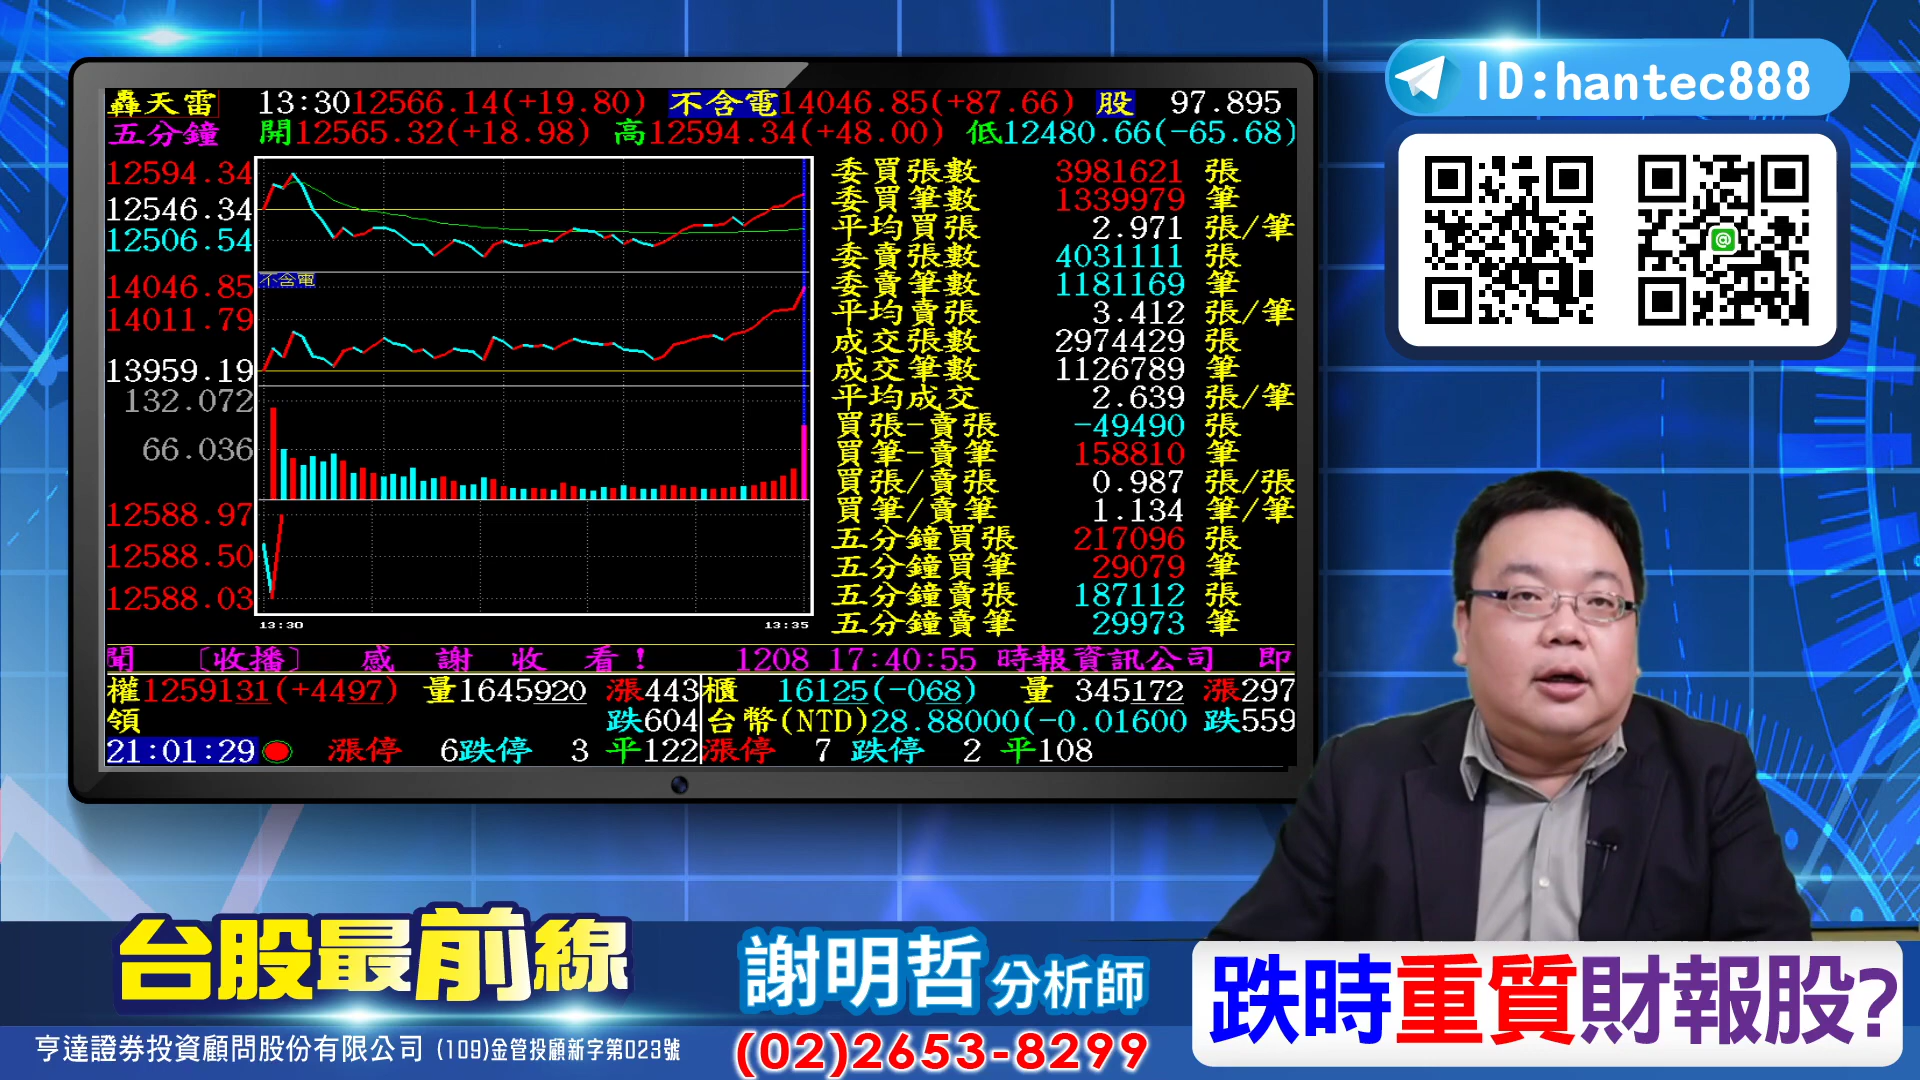 ID:hantec888
轟天雷 13:30 12566.14(+19.80) 不含電14046.85(+87.66) 股 97.895
五分鐘 開12565.32(+18.98) 高12594.34(+48.00) 低12480.66(-65.68)
12594.34
12546.34
12506.54
不含電
14046.85
14011.79
13959.19
132.072
66.036
12588.97
12588.50
12588.03
13:30 13:35
委買張數 3981621 張
委買筆數 1339979 筆
平均買張 2.971 張/筆
委賣張數 4031111 張
委賣筆數 1181169 筆
平均賣張 3.412 張/筆
成交張數 2974429 張
成交筆數 1126789 筆
平均成交 2.639 張/筆
買張-賣張 -49490 張
買筆-賣筆 158810 筆
買張/賣張 0.987 張/張
買筆/賣筆 1.134 筆/筆
五分鐘買張 217096 張
五分鐘買筆 29079 筆
五分鐘賣張 187112 張
五分鐘賣筆 29973 筆
聞 〔收播〕 感 謝 收 看! 1208 17:40:55 時報資訊公司 即
權1259131(+4497) 量1645920 漲443 櫃 16125(-068) 量 345172 漲297
領 跌604 台幣(NTD)28.88000(-0.01600 跌559
21:01:29 漲停 6跌停 3 平122 漲停 7 跌停 2 平108
台股最前線
謝明哲 分析師
跌時重質財報股?
亨達證券投資顧問股份有限公司 (109)金管投顧新字第023號
(02)2653-8299